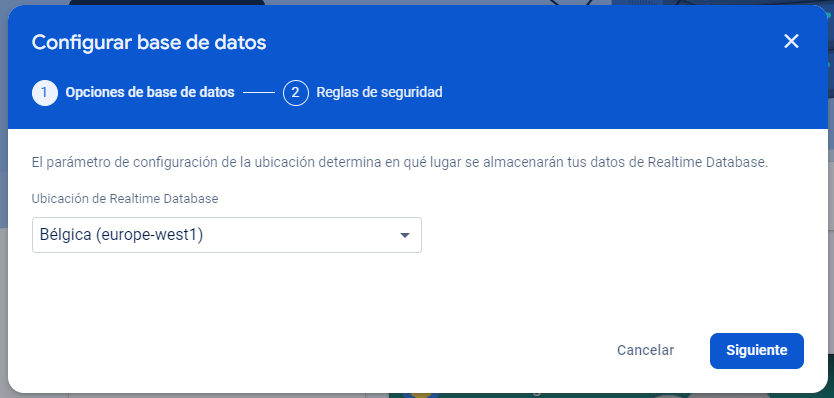 Configurar base de datos
1 Opciones de base de datos 2 Reglas de seguridad
El parámetro de configuración de la ubicación determina en qué lugar se almacenarán tus datos de Realtime Database.
Ubicación de Realtime Database
Bélgica (europe-west1)
Cancelar Siguiente